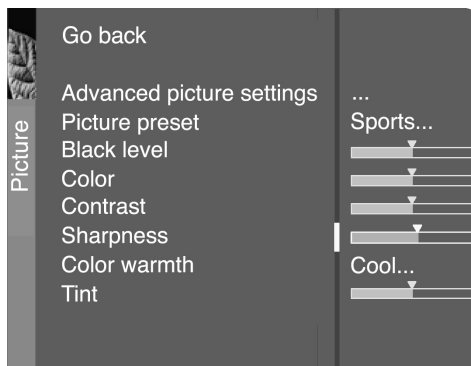 Go back
Advanced picture settings ...
Picture preset Sports...
Black level
Color
Contrast
Sharpness
Color warmth Cool...
Tint
Picture